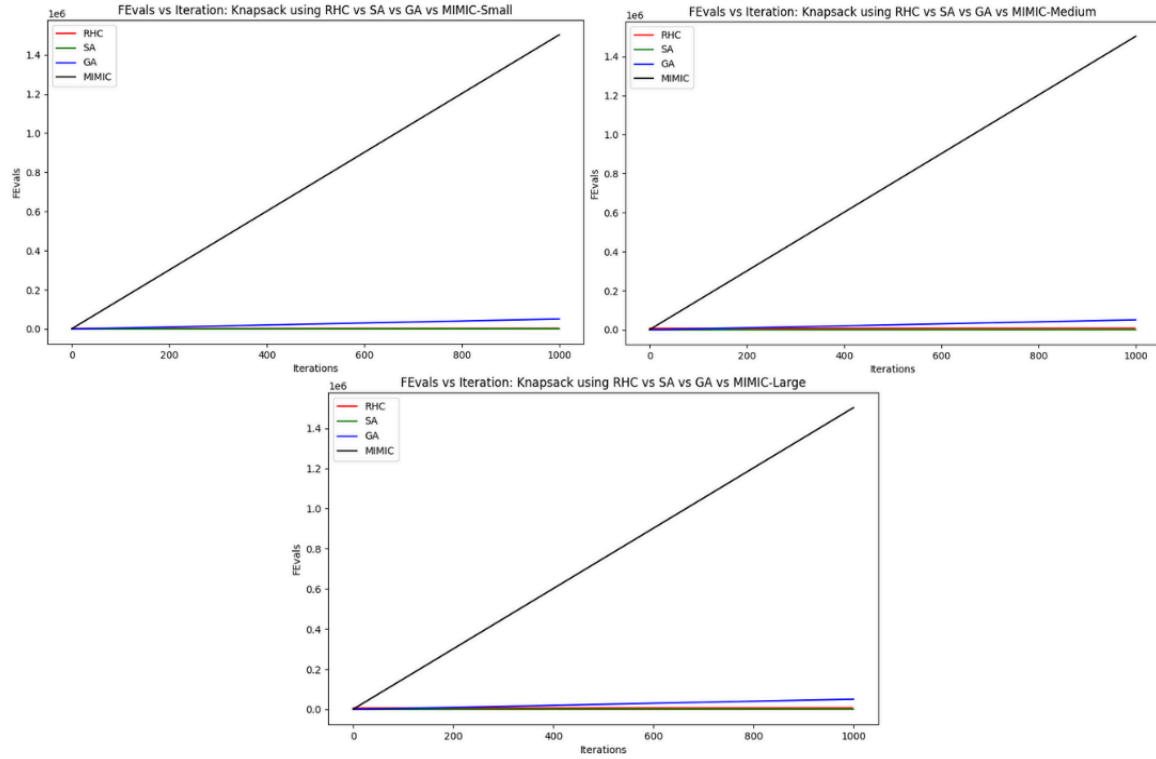 FEvals vs Iteration: Knapsack using RHC vs SA vs GA vs MIMIC-Small
1e6
RHC
SA
GA
MIMIC
1.4
1.2
1.0
0.8
0.6
0.4
0.2
0.0
FEvals
0 200 400 600 800 1000
Iterations
FEvals vs Iteration: Knapsack using RHC vs SA vs GA vs MIMIC-Medium
1e6
RHC
SA
GA
MIMIC
1.4
1.2
1.0
0.8
0.6
0.4
0.2
0.0
FEvals
0 200 400 600 800 1000
Iterations
FEvals vs Iteration: Knapsack using RHC vs SA vs GA vs MIMIC-Large
1e6
RHC
SA
GA
MIMIC
1.4
1.2
1.0
0.8
0.6
0.4
0.2
0.0
FEvals
0 200 400 600 800 1000
Iterations